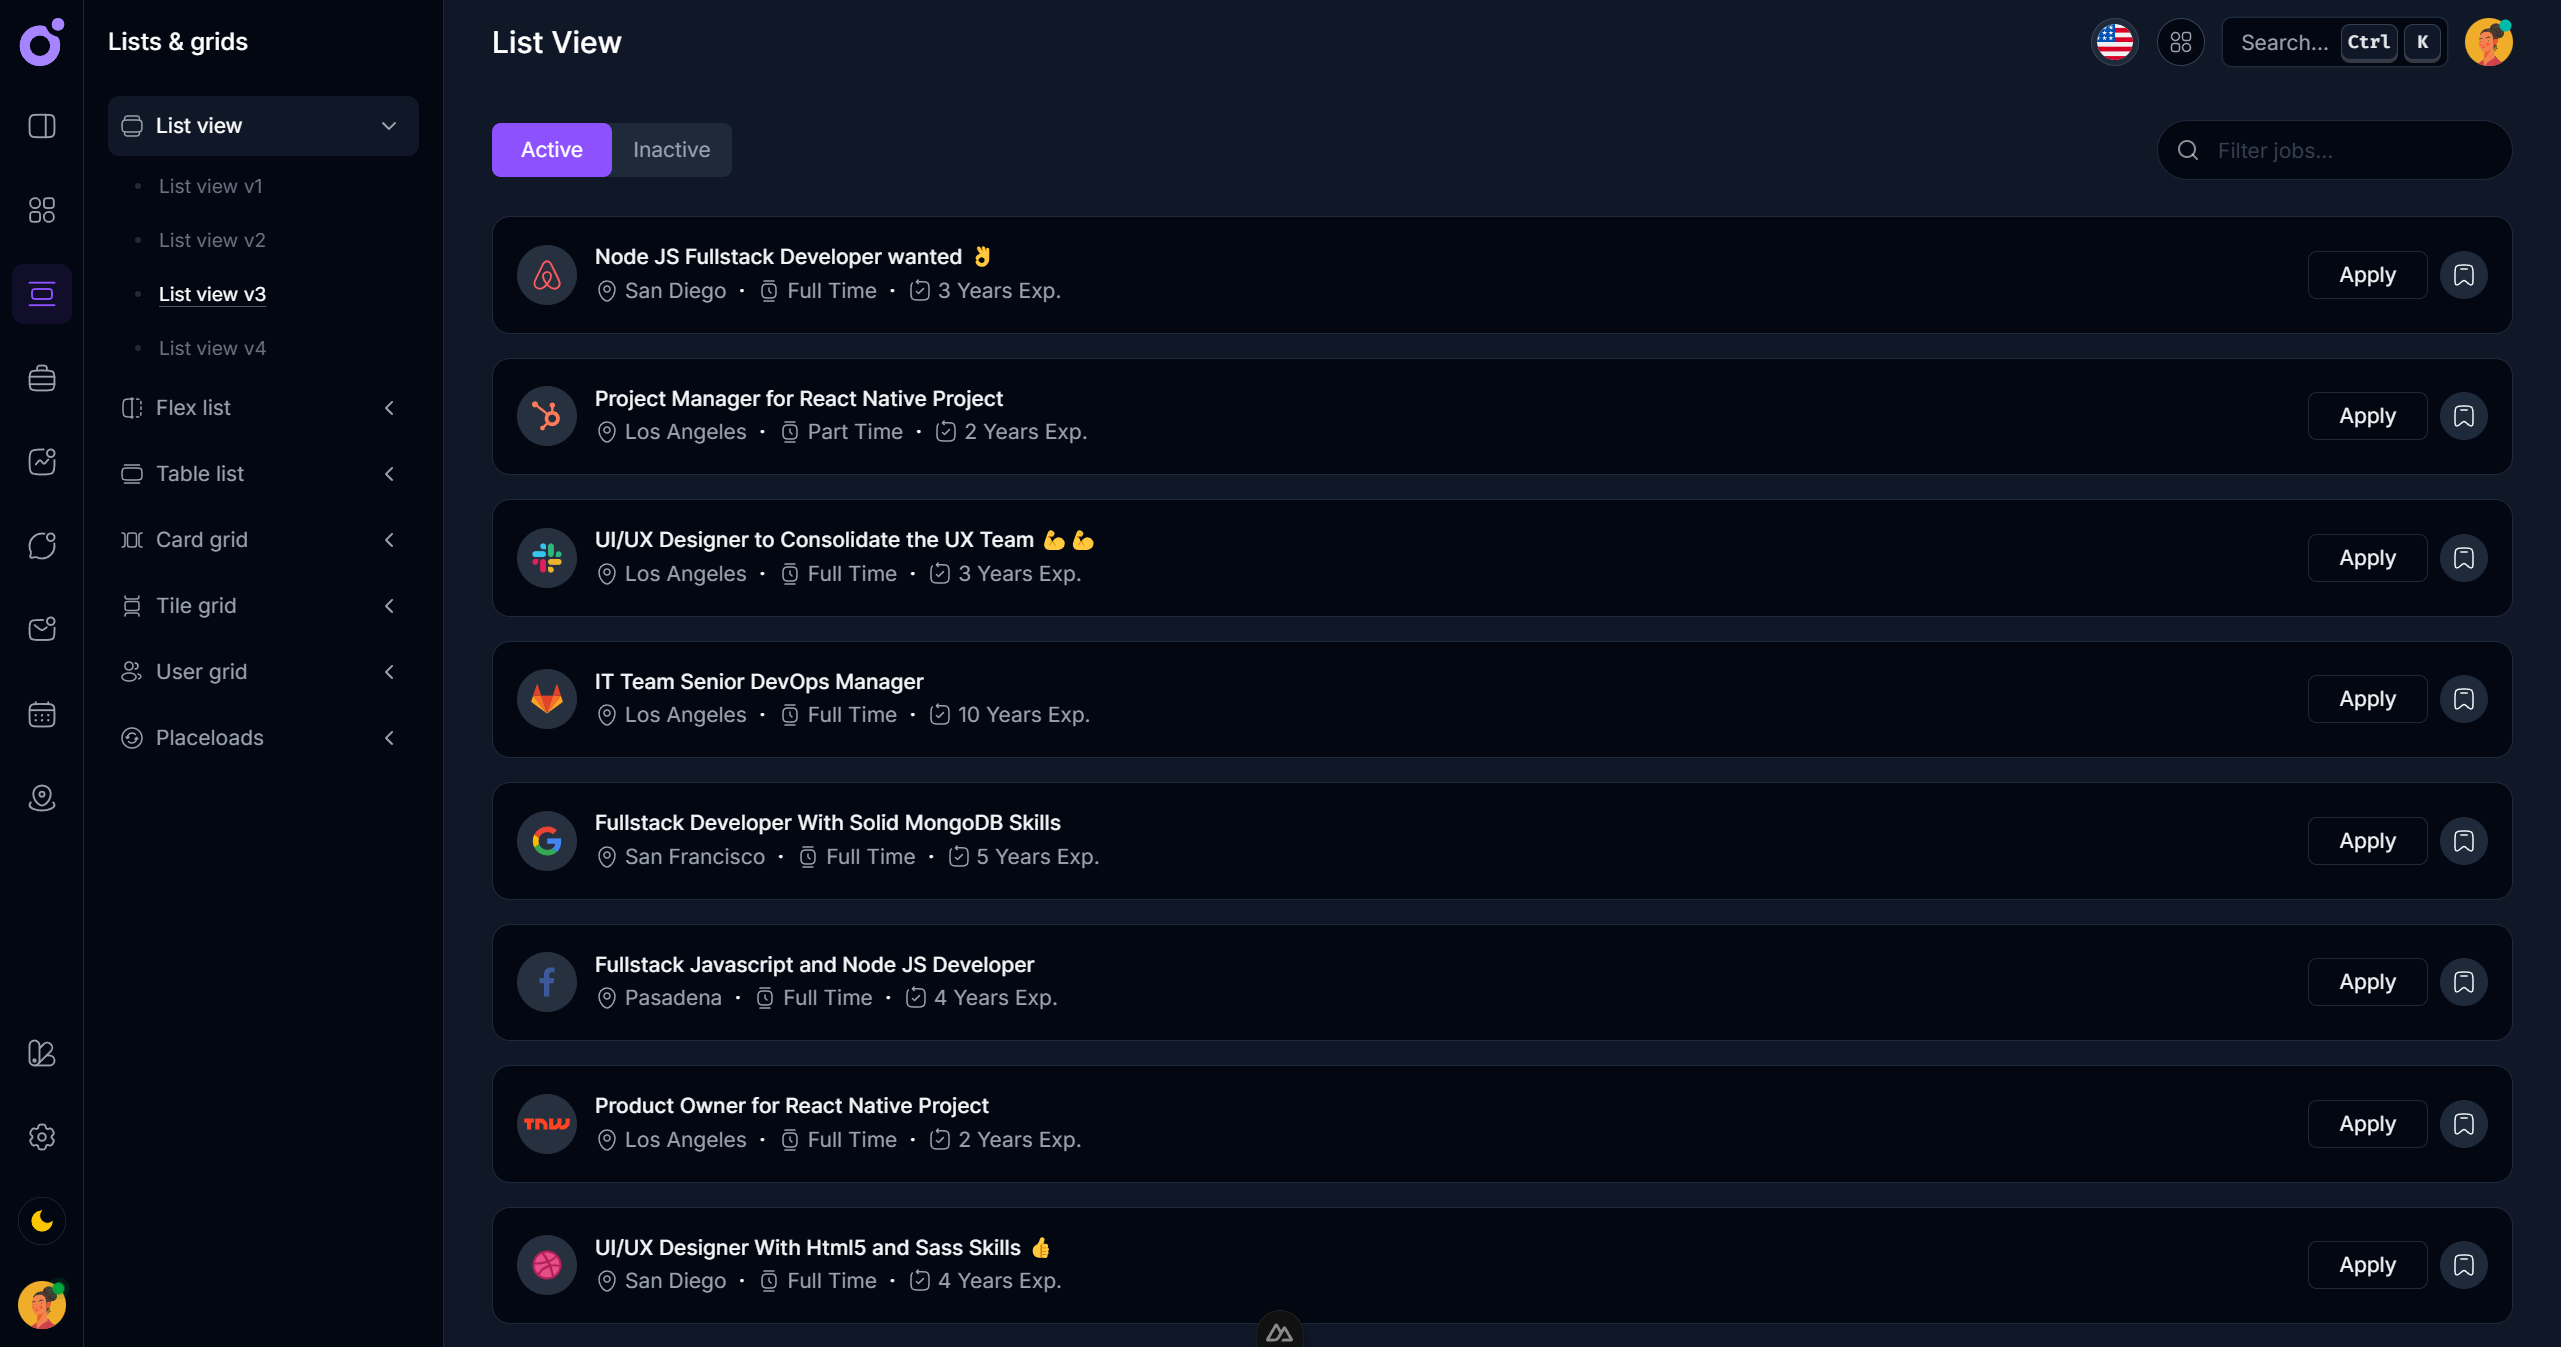 Lists & grids
List view
List view v1
List view v2
List view v3
List view v4
Flex list
Table list
Card grid
Tile grid
User grid
Placeloads
List View
Search... Ctrl K
Active Inactive
Filter jobs...
Node JS Fullstack Developer wanted 👌
San Diego · Full Time · 3 Years Exp.
Apply
Project Manager for React Native Project
Los Angeles · Part Time · 2 Years Exp.
Apply
UI/UX Designer to Consolidate the UX Team 💪💪
Los Angeles · Full Time · 3 Years Exp.
Apply
IT Team Senior DevOps Manager
Los Angeles · Full Time · 10 Years Exp.
Apply
Fullstack Developer With Solid MongoDB Skills
San Francisco · Full Time · 5 Years Exp.
Apply
Fullstack Javascript and Node JS Developer
Pasadena · Full Time · 4 Years Exp.
Apply
TNW
Product Owner for React Native Project
Los Angeles · Full Time · 2 Years Exp.
Apply
UI/UX Designer With Html5 and Sass Skills 👍
San Diego · Full Time · 4 Years Exp.
Apply